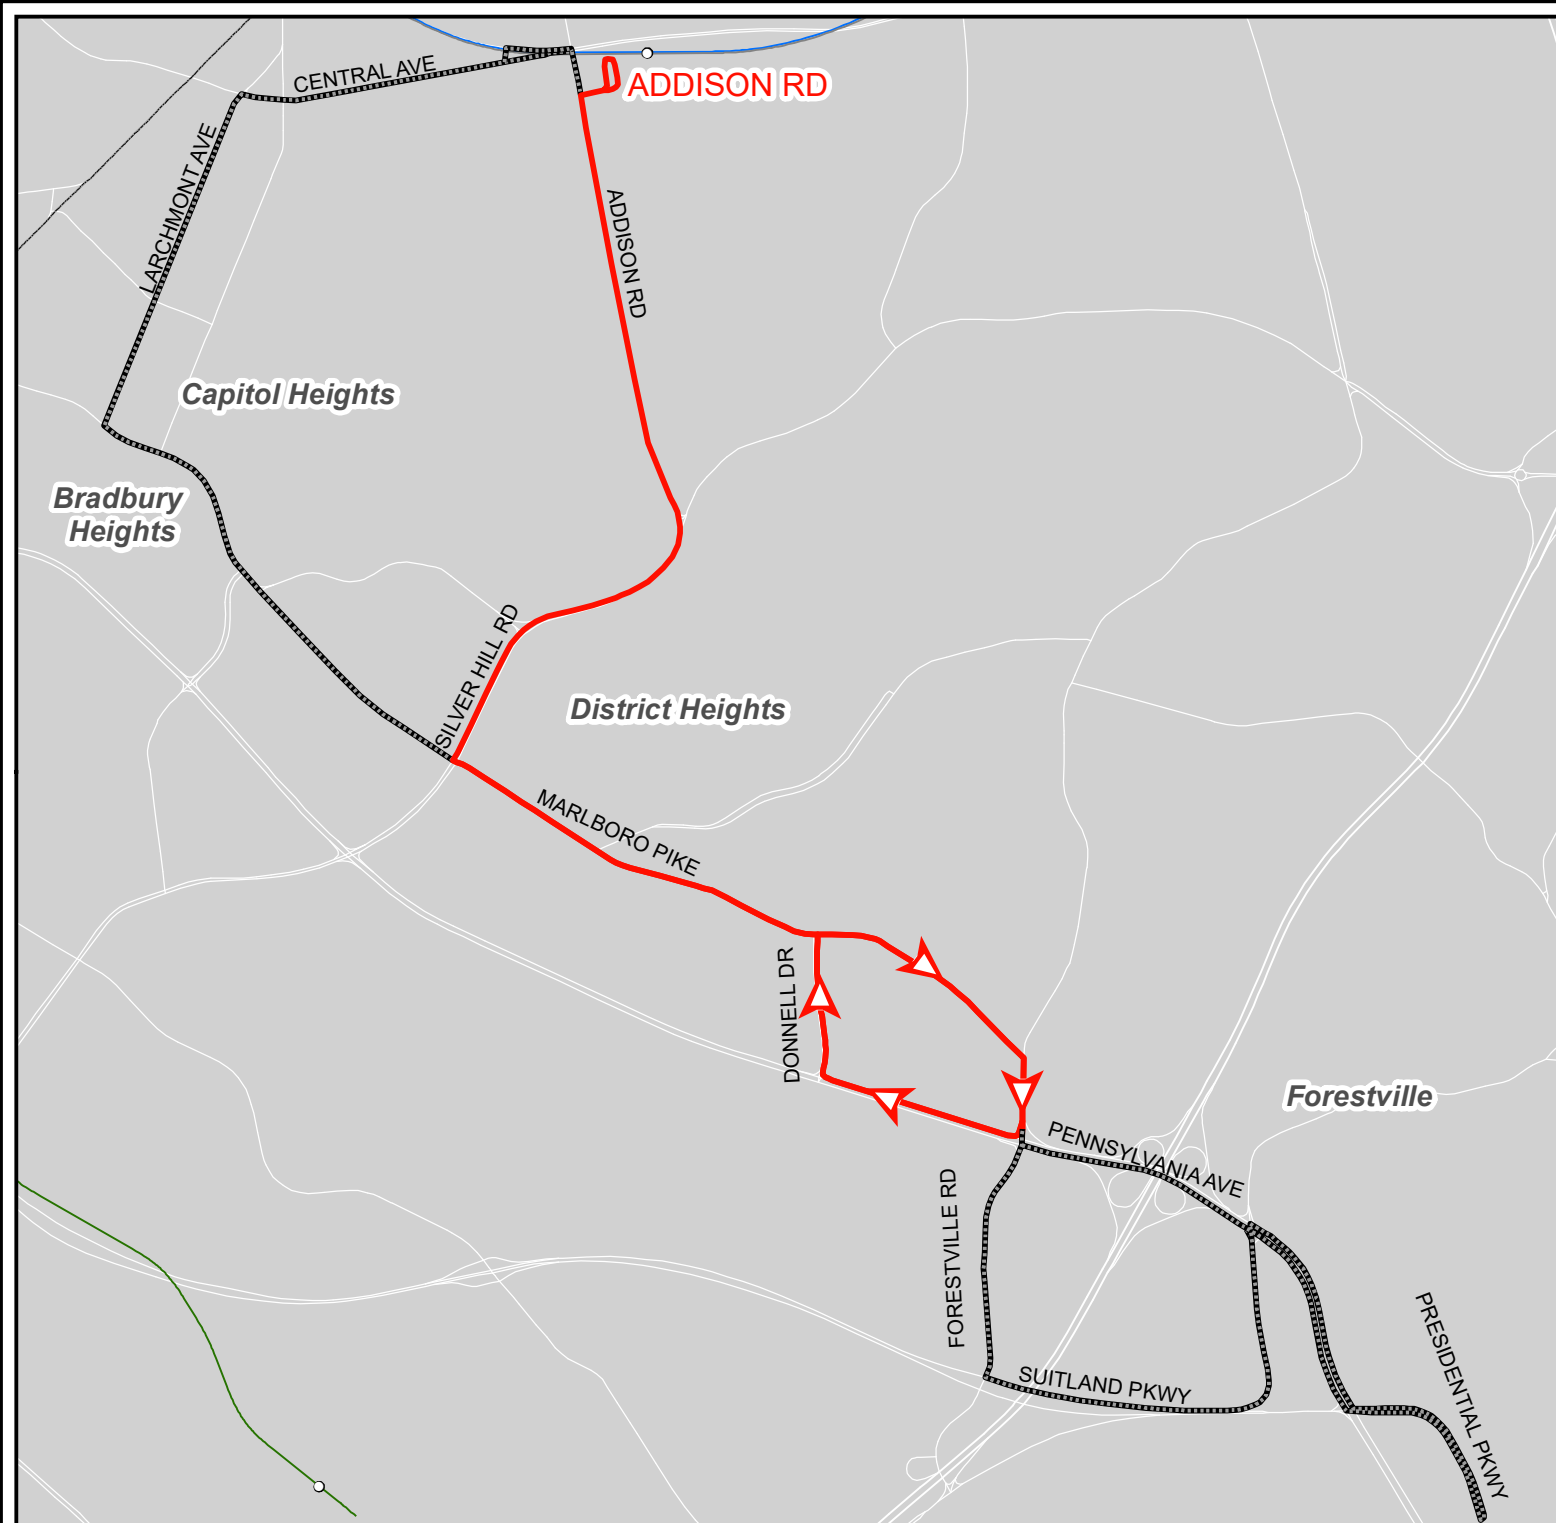 CENTRAL AVE
ADDISON RD
LARCHMONT AVE
ADDISON RD
Capitol Heights
Bradbury
Heights
SILVER HILL RD
District Heights
MARLBORO PIKE
DONNELL DR
Forestville
PENNSYLVANIA AVE
FORESTVILLE RD
SUITLAND PKWY
PRESIDENTIAL PKWY